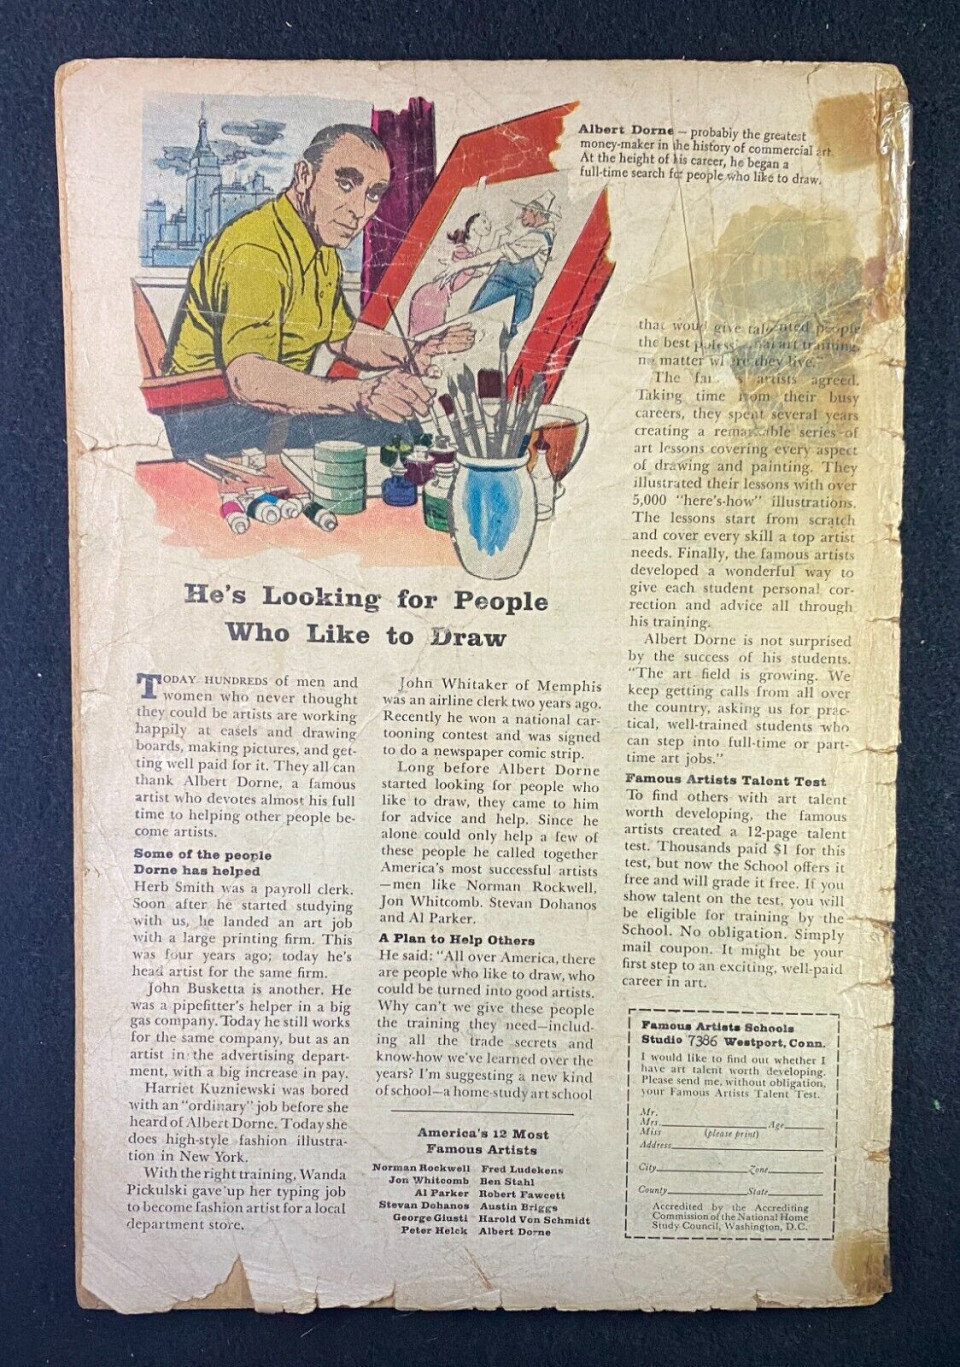 Albert Dorne — probably the greatest
money-maker in the history of commercial art.
At the height of his career, he began a
full-time search for people who like to draw.
He's Looking for People
Who Like to Draw
TODAY HUNDREDS of men and
women who never thought
they could be artists are working
happily at easels and drawing
boards, making pictures, and get-
ting well paid for it. They all can
thank Albert Dorne, a famous
artist who devotes almost his full
time to helping other people be-
come artists.
Some of the people
Dorne has helped
Herb Smith was a payroll clerk.
Soon after he started studying
with us, he landed an art job
with a large printing firm. This
was four years ago; today he's
head artist for the same firm.
John Busketta is another. He
was a pipefitter's helper in a big
gas company. Today he still works
for the same company, but as an
artist in the advertising depart-
ment, with a big increase in pay.
Harriet Kuzniewski was bored
with an "ordinary" job before she
heard of Albert Dorne. Today she
does high-style fashion illustra-
tion in New York.
With the right training, Wanda
Pickulski gave up her typing job
to become fashion artist for a local
department store.
John Whitaker of Memphis
was an airline clerk two years ago.
Recently he won a national car-
tooning contest and was signed
to do a newspaper comic strip.
Long before Albert Dorne
started looking for people who
like to draw, they came to him
for advice and help. Since he
alone could only help a few of
these people he called together
America's most successful artists
—men like Norman Rockwell,
Jon Whitcomb. Stevan Dohanos
and Al Parker.
A Plan to Help Others
He said: "All over America, there
are people who like to draw, who
could be turned into good artists.
Why can't we give these people
the training they need—includ-
ing all the trade secrets and
know-how we've learned over the
years? I'm suggesting a new kind
of school—a home-study art school
America's 12 Most
Famous Artists
Norman Rockwell Fred Ludekens
Jon Whitcomb Ben Stahl
Al Parker Robert Fawcett
Stevan Dohanos Austin Briggs
George Giusti Harold Von Schmidt
Peter Helck Albert Dorne
that would give talented people
the best professional art training
no matter where they live."
The famous artists agreed.
Taking time from their busy
careers, they spent several years
creating a remarkable series of
art lessons covering every aspect
of drawing and painting. They
illustrated their lessons with over
5,000 "here's-how" illustrations.
The lessons start from scratch
and cover every skill a top artist
needs. Finally, the famous artists
developed a wonderful way to
give each student personal cor-
rection and advice all through
his training.
Albert Dorne is not surprised
by the success of his students.
"The art field is growing. We
keep getting calls from all over
the country, asking us for prac-
tical, well-trained students who
can step into full-time or part-
time art jobs."
Famous Artists Talent Test
To find others with art talent
worth developing, the famous
artists created a 12-page talent
test. Thousands paid $1 for this
test, but now the School offers it
free and will grade it free. If you
show talent on the test, you will
be eligible for training by the
School. No obligation. Simply
mail coupon. It might be your
first step to an exciting, well-paid
career in art.
Famous Artists Schools
Studio 7386 Westport, Conn.
I would like to find out whether I
have art talent worth developing.
Please send me, without obligation,
your Famous Artists Talent Test.
Mr.
Mrs. Age
Miss (please print)
Address
City Zone
County State
Accredited by the Accrediting
Commission of the National Home
Study Council, Washington, D.C.